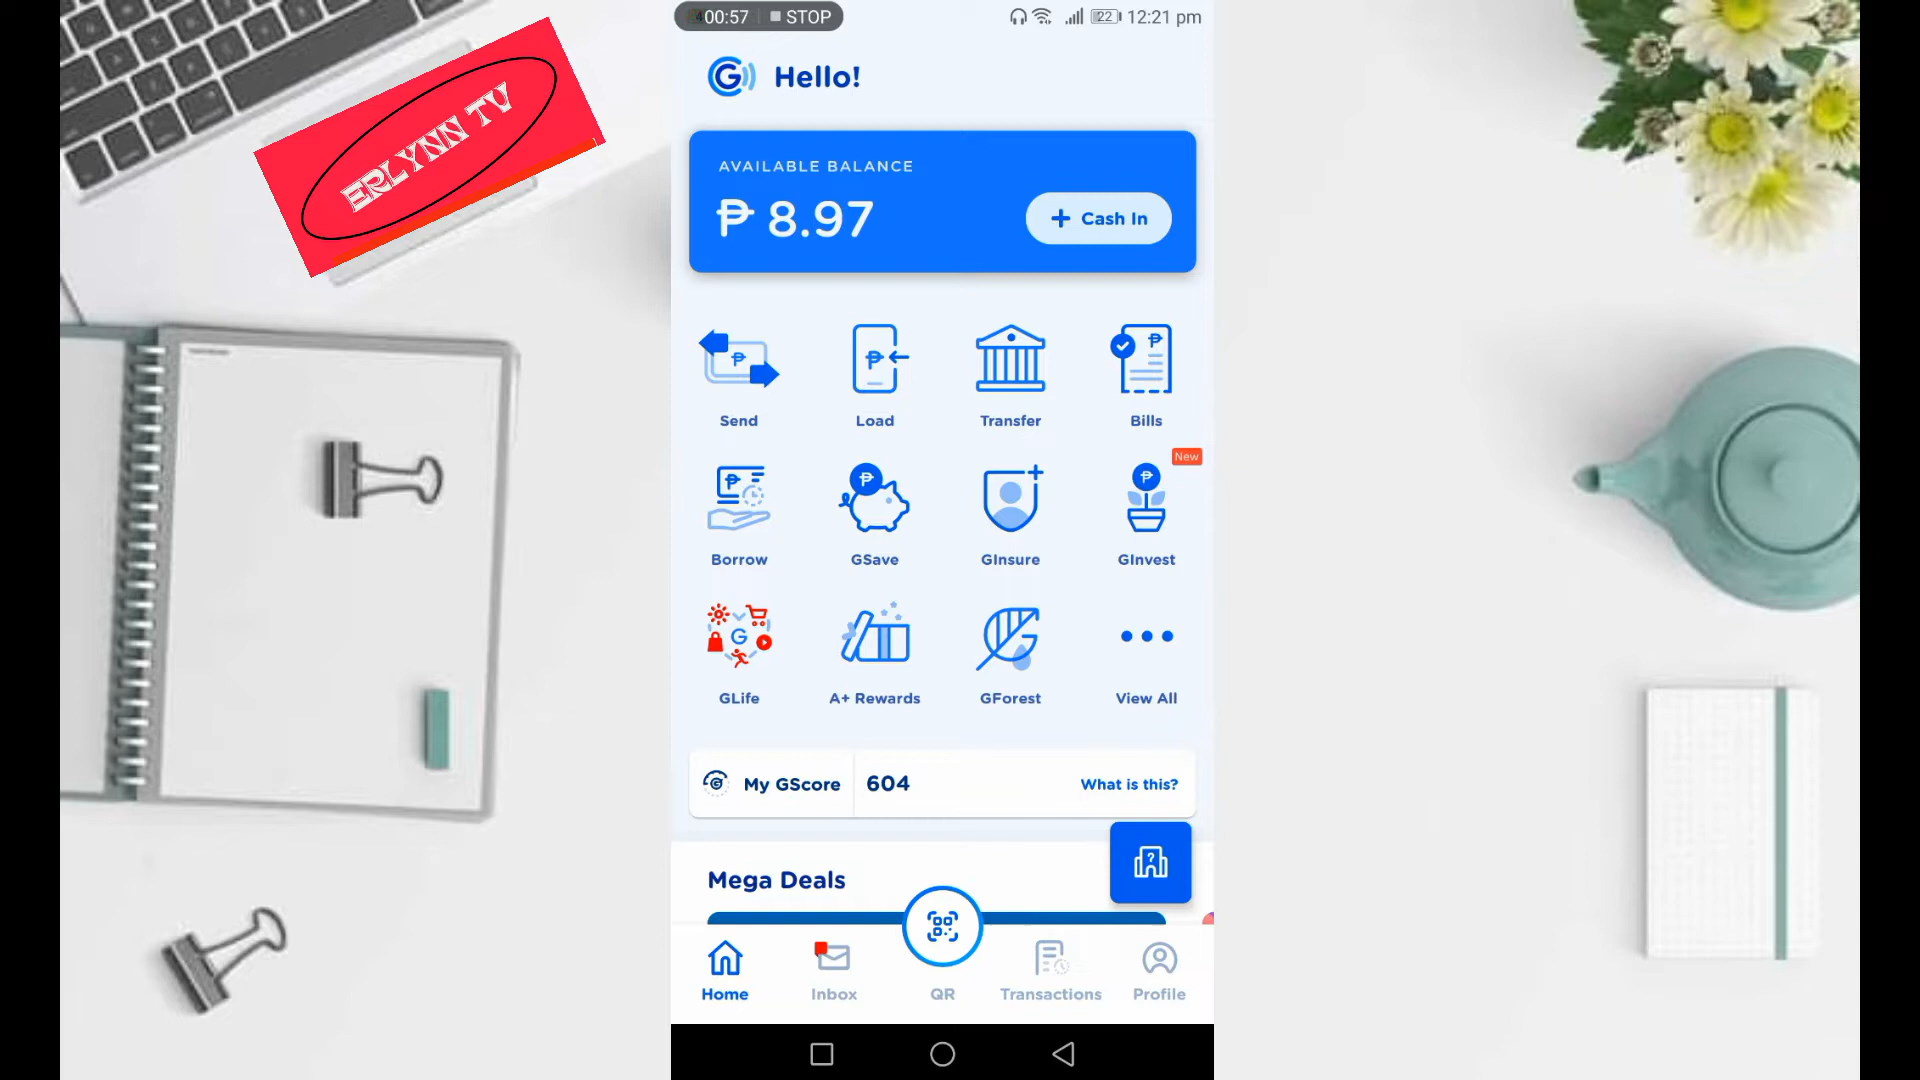 00:57 STOP
22 12:21 pm
ERLYNN TV
Hello!
AVAILABLE BALANCE
₱ 8.97
+ Cash In
Send Load Transfer Bills
New
Borrow GSave GInsure GInvest
GLife A+ Rewards GForest View All
My GScore 604 What is this?
Mega Deals
Home Inbox QR Transactions Profile